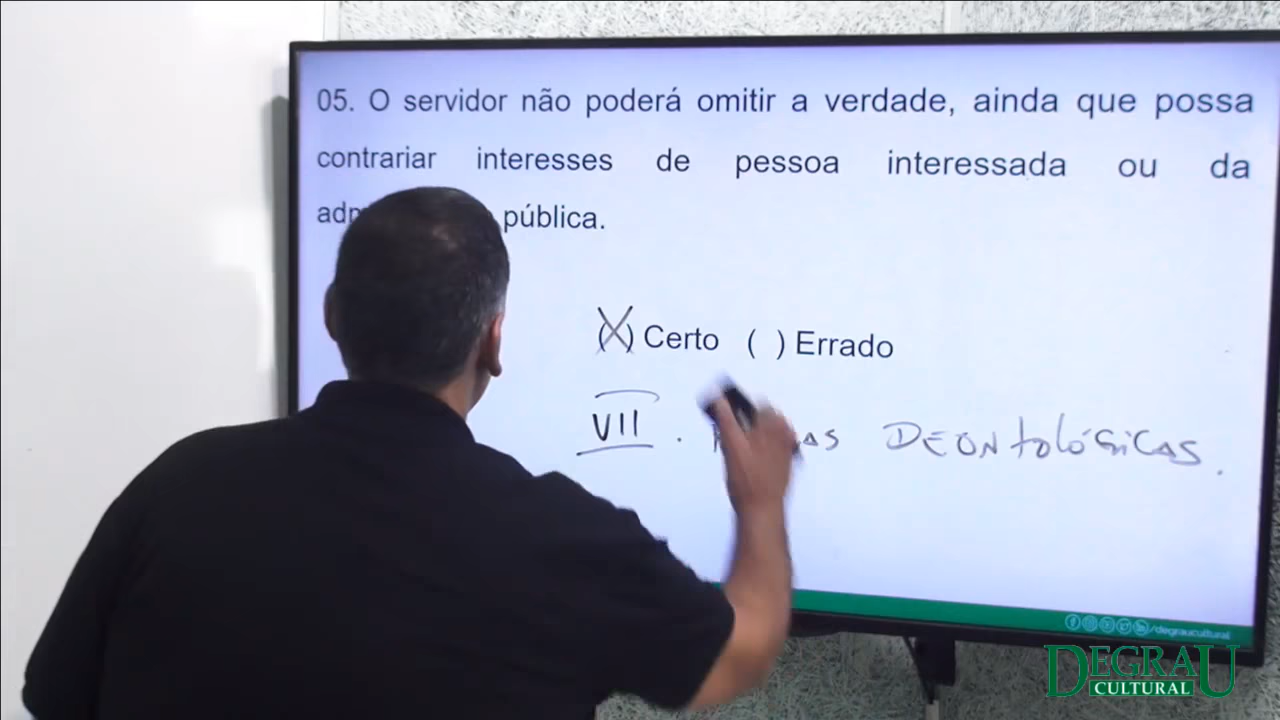 05. O servidor não poderá omitir a verdade, ainda que possa
contrariar interesses de pessoa interessada ou da
pública.
(X) Certo ( ) Errado
VII . DEONTOLÓGICAS.
/degraucultural
DEGRAU
CULTURAL